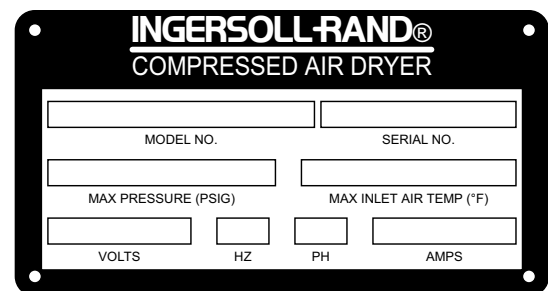 INGERSOLL-RAND®
COMPRESSED AIR DRYER
MODEL NO. SERIAL NO.
MAX PRESSURE (PSIG) MAX INLET AIR TEMP (°F)
VOLTS HZ PH AMPS